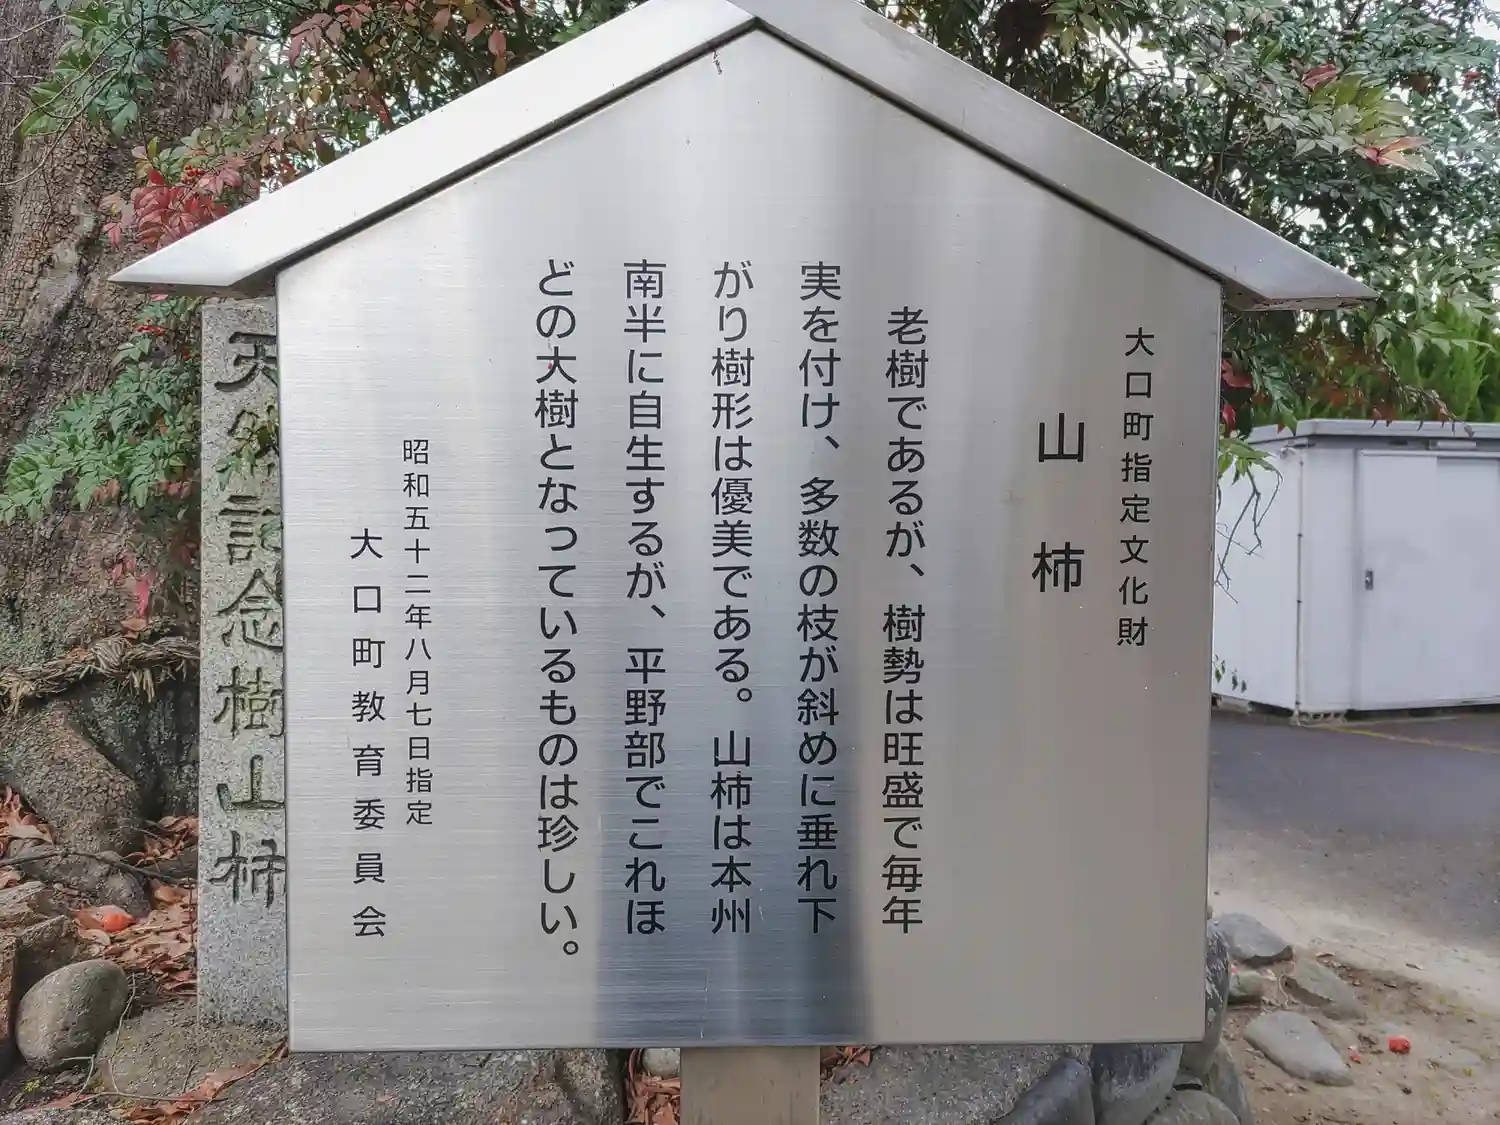 大口町指定文化財
山柿
老樹であるが、樹勢は旺盛で毎年
実を付け、多数の枝が斜めに垂れ下
がり樹形は優美である。山柿は本州
南半に自生するが、平野部でこれほ
どの大樹となっているものは珍しい。
昭和五十二年八月七日指定
大口町教育委員会
天然記念樹山柿